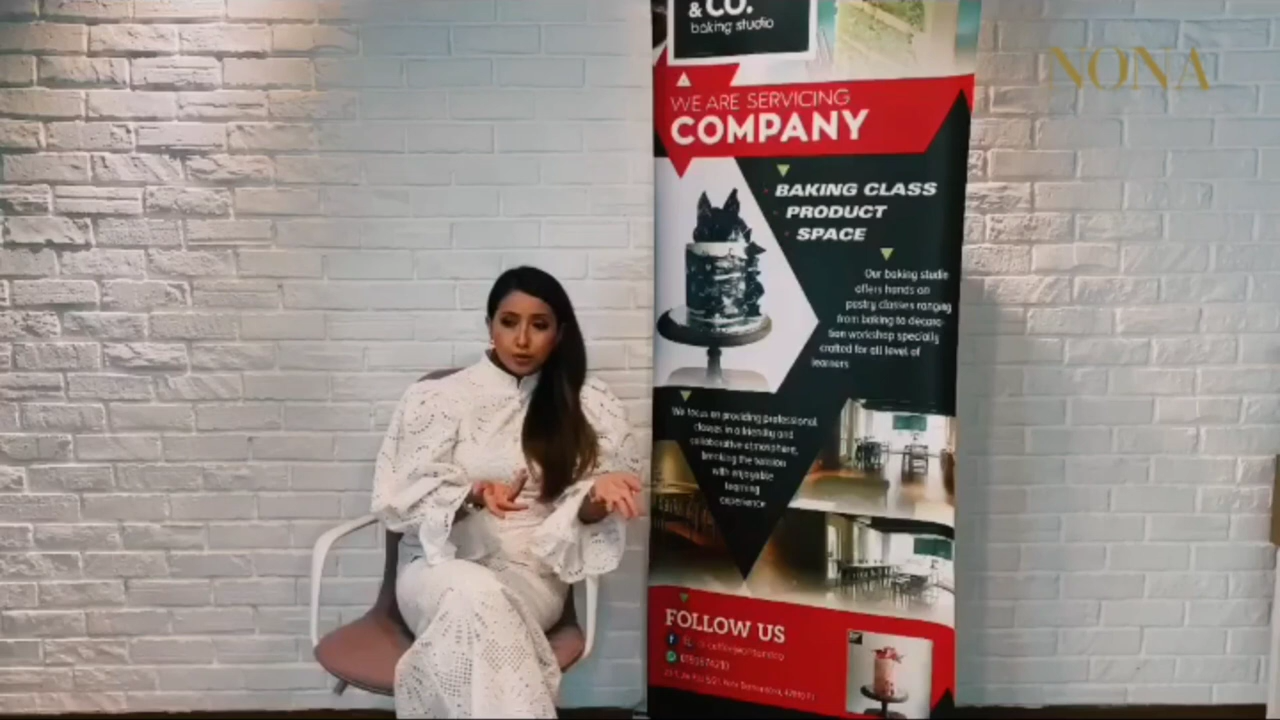 & CO.
baking studio
NONA
WE ARE SERVICING
COMPANY
BAKING CLASS
PRODUCT
SPACE
Our baking studio
offers hands on
pastry classes ranging
from baking to decora-
tion workshop specially
crafted for all level of
learners
We focus on providing professional
classes in a friendly and
collaborative atmosphere,
breaking the tension
with enjoyable
learning
experience
FOLLOW US